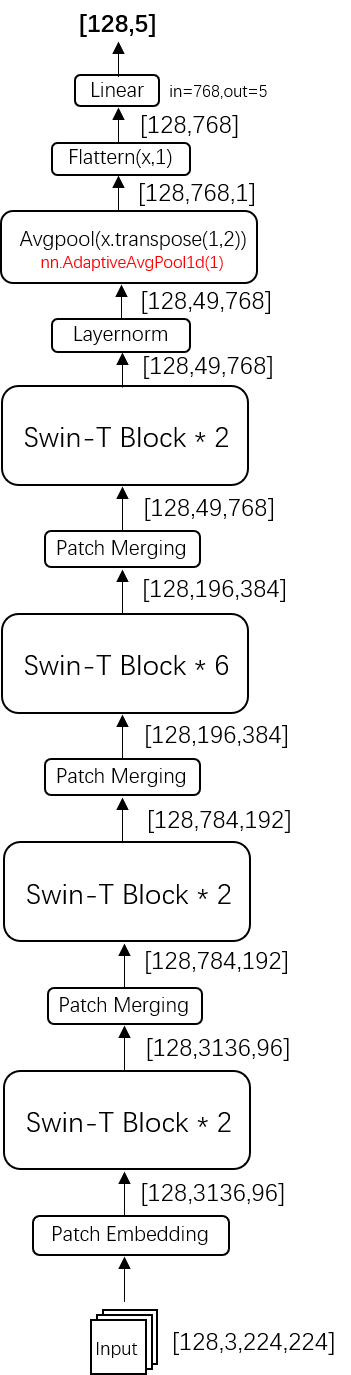 [128,5]
Linear in=768,out=5
[128,768]
Flattern(x,1)
[128,768,1]
Avgpool(x.transpose(1,2))
nn.AdaptiveAvgPool1d(1)
[128,49,768]
Layernorm
[128,49,768]
Swin-T Block * 2
[128,49,768]
Patch Merging
[128,196,384]
Swin-T Block * 6
[128,196,384]
Patch Merging
[128,784,192]
Swin-T Block * 2
[128,784,192]
Patch Merging
[128,3136,96]
Swin-T Block * 2
[128,3136,96]
Patch Embedding
Input [128,3,224,224]